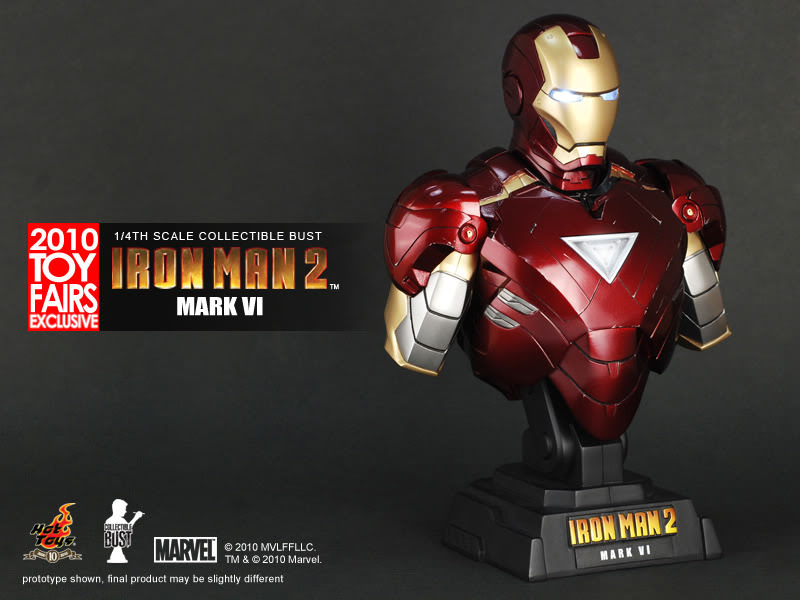 2010
TOY
FAIRS
EXCLUSIVE
1/4TH SCALE COLLECTIBLE BUST
IRON MAN 2 ™
MARK VI
IRON MAN 2
MARK VI
HOT TOYS
10
COLLECTIBLE
BUST
MARVEL
© 2010 MVLFFLLC.
TM & © 2010 Marvel.
prototype shown, final product may be slightly different